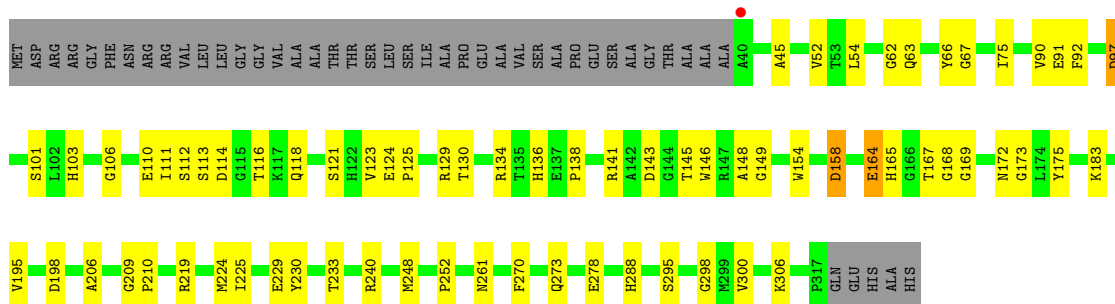 MET ASP ARG ARG GLY PHE ASN ARG ARG VAL LEU LEU GLY GLY VAL ALA ALA THR THR SER LEU SER ILE ALA PRO GLU ALA VAL SER ALA PRO GLU SER ALA GLY THR ALA ALA ALA A40 A45 V52 T53 L54 G62 Q63 Y66 G67 I75 V90 E91 F92 D97
S101 L102 H103 G106 E110 I111 S112 S113 D114 G115 T116 K117 Q118 S121 H122 V123 E124 P125 R129 T130 R134 T135 H136 E137 P138 R141 A142 D143 G144 T145 W146 R147 A148 G149 W154 D158 E164 H165 G166 T167 G168 G169 N172 G173 L174 Y175 K183
V195 D198 A206 G209 P210 R219 M224 I225 E229 Y230 T233 R240 M248 P252 N261 F270 Q273 E278 H288 S295 G298 M299 V300 K306 P317 GLN GLU HIS ALA HIS